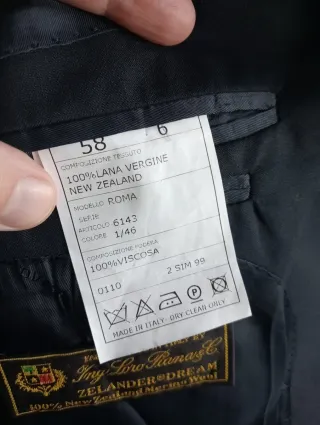 58 6
COMPOSIZIONE TESSUTO
100%LANA VERGINE
NEW ZEALAND
MODELLO ROMA
SERIE
ARTICOLO 6143
COLORE 1/46
COMPOSIZIONE FODERA
100%VISCOSA
0110 2 SIM 99
P
MADE IN ITALY - DRY CLEAN ONLY
Ing. Loro Piana & C.
ZELANDER®DREAM
100% New Zealand Merino Wool